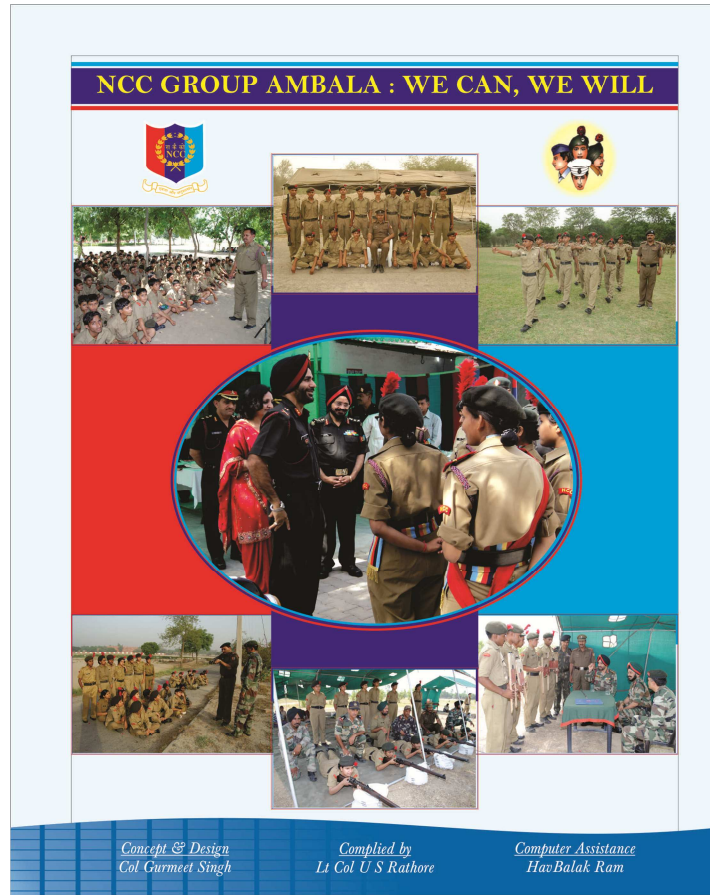 NCC GROUP AMBALA : WE CAN, WE WILL
NCC
NCC
Concept & Design
Col Gurmeet Singh
Complied by
Lt Col U S Rathore
Computer Assistance
HavBalak Ram